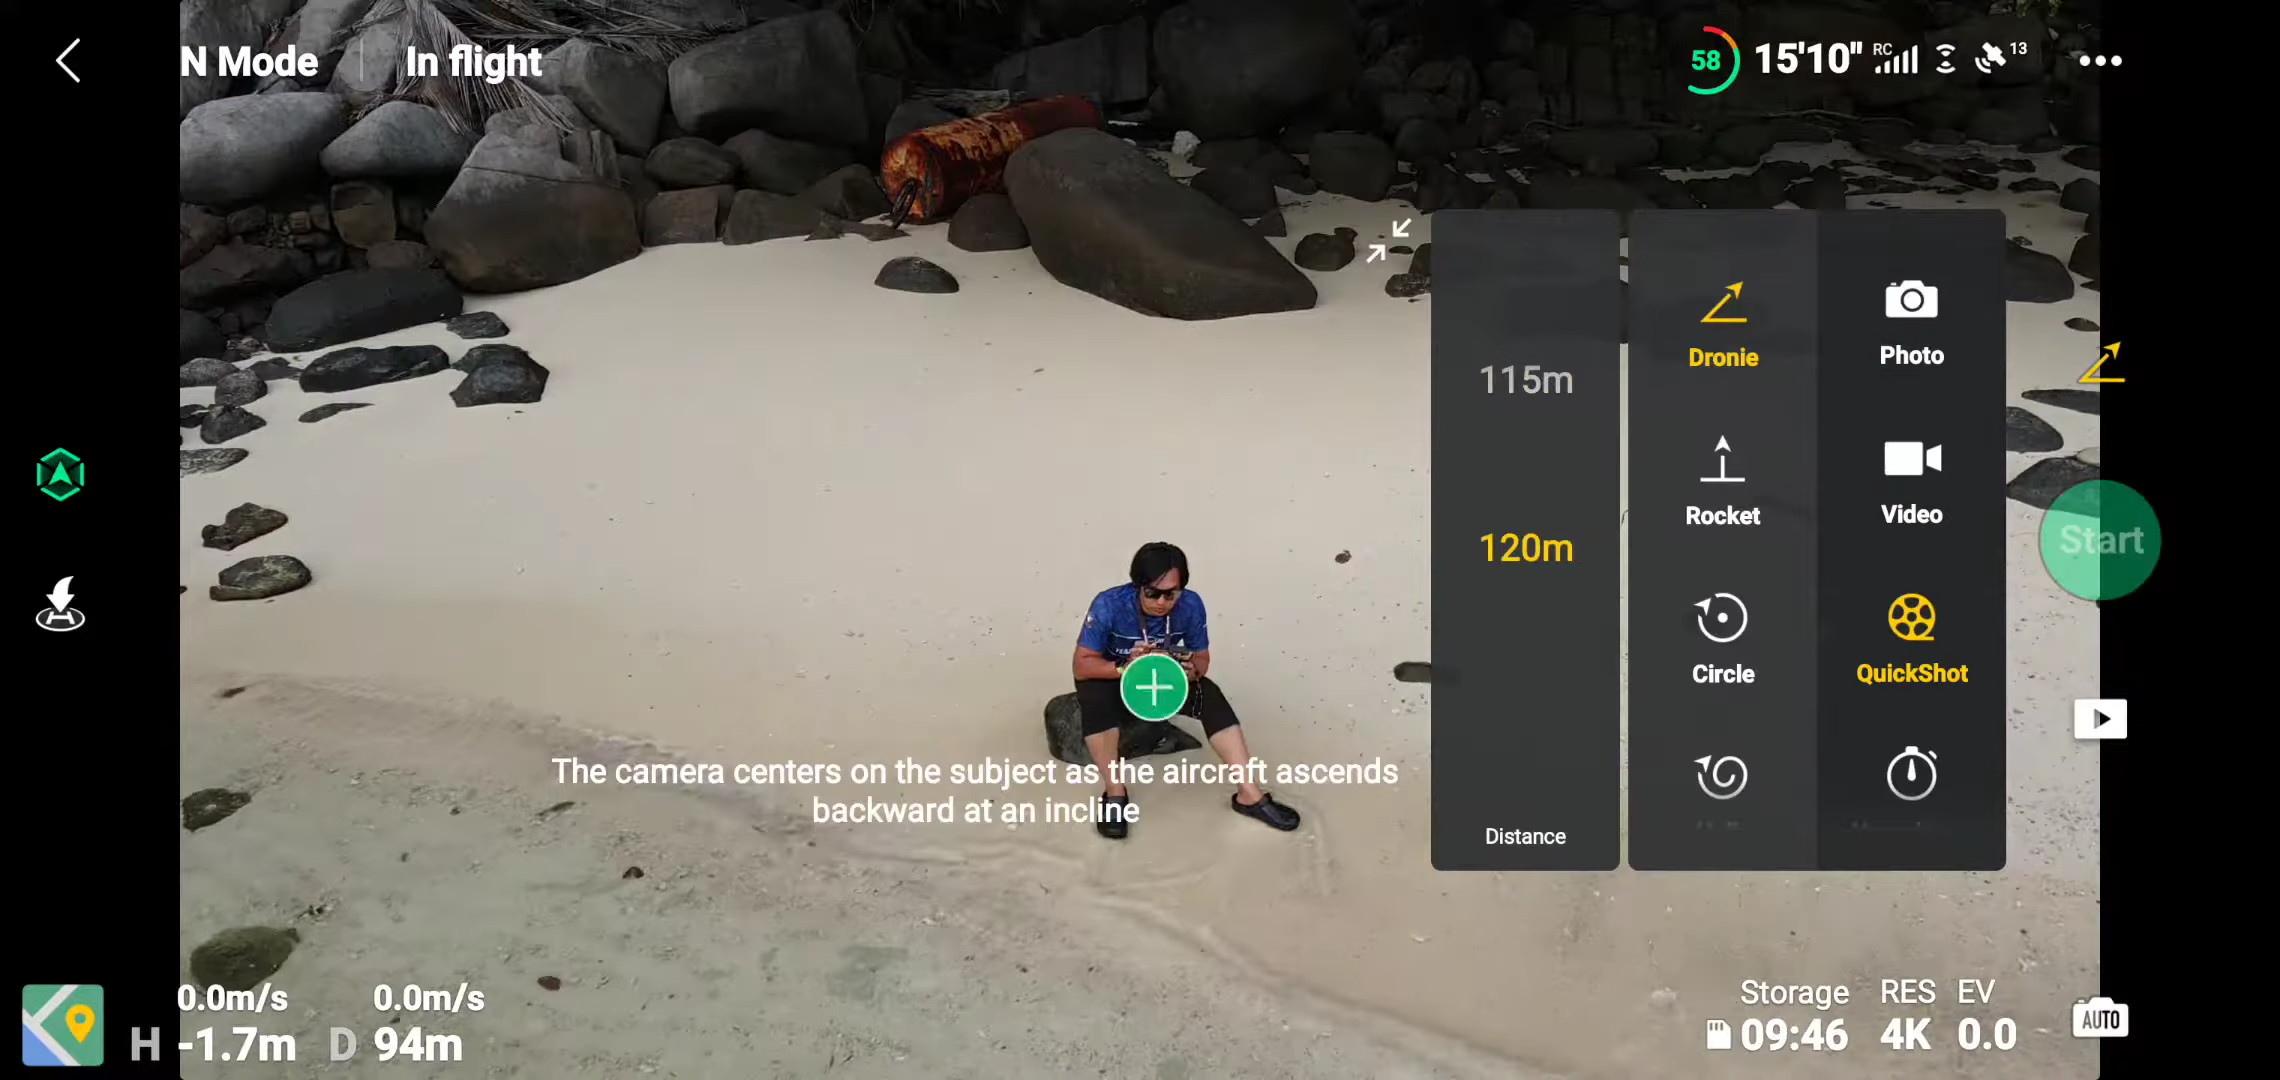 N Mode
In flight
58
15'10"
RC
13
115m
120m
Distance
Dronie
Rocket
Circle
Photo
Video
QuickShot
Start
The camera centers on the subject as the aircraft ascends
backward at an incline
0.0m/s 0.0m/s
H -1.7m D 94m
Storage RES EV
09:46 4K 0.0
AUTO